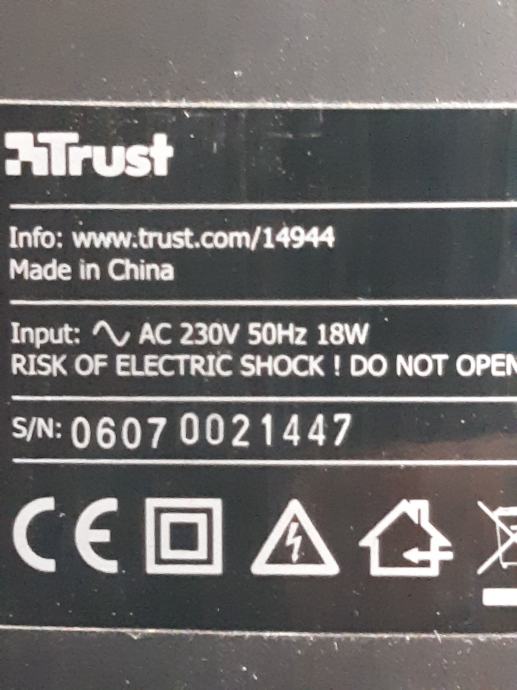 Trust
Info: www.trust.com/14944
Made in China
Input: ∿ AC 230V 50Hz 18W
RISK OF ELECTRIC SHOCK ! DO NOT OPEN
S/N: 0607 0021447
CE